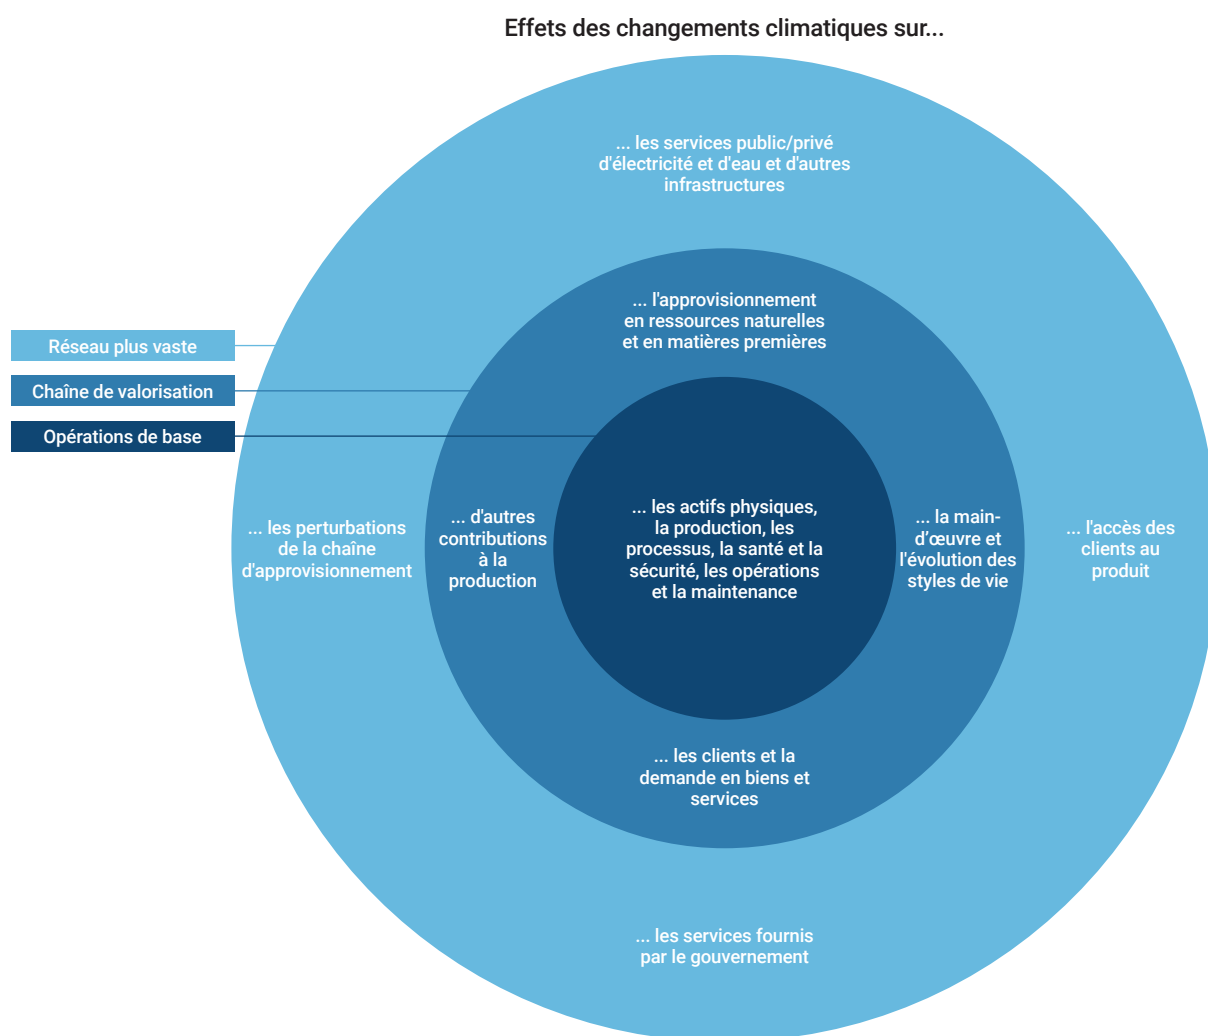 Effets des changements climatiques sur...
... les services public/privé
d'électricité et d'eau et d'autres
infrastructures
... l'approvisionnement
en ressources naturelles
et en matières premières
Réseau plus vaste
Chaîne de valorisation
Opérations de base
... les perturbations
de la chaîne
d'approvisionnement
... d'autres
contributions
à la
production
... les actifs physiques,
la production, les
processus, la santé et la
sécurité, les opérations
et la maintenance
... la main-
d’œuvre et
l'évolution des
styles de vie
... l'accès des
clients au
produit
... les clients et la
demande en biens et
services
... les services fournis
par le gouvernement